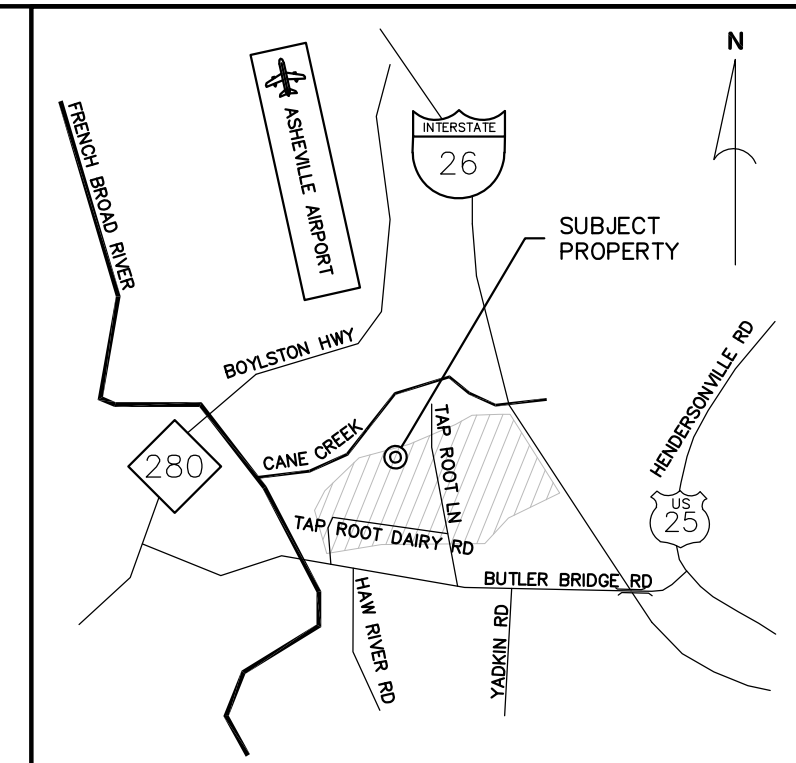 N
FRENCH BROAD RIVER
ASHEVILLE AIRPORT
INTERSTATE
26
SUBJECT
PROPERTY
BOYLSTON HWY
HENDERSONVILLE RD
CANE CREEK
TAP ROOT LN
280
US
25
TAP ROOT DAIRY RD
BUTLER BRIDGE RD
HAW RIVER RD
YADKIN RD